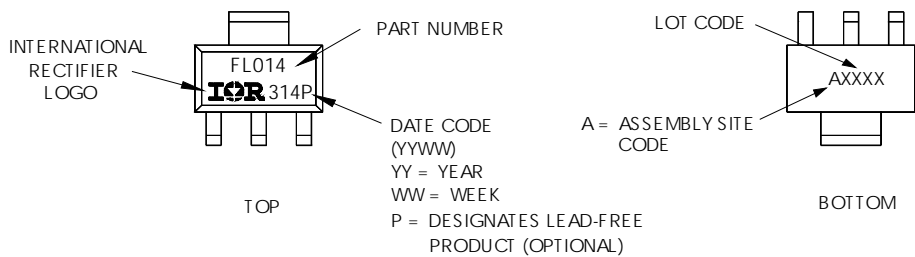 INTERNATIONAL
RECTIFIER
LOGO
PART NUMBER
FL014
IOR 314P
DATE CODE
(YYWW)
YY = YEAR
WW = WEEK
P = DESIGNATES LEAD-FREE
PRODUCT (OPTIONAL)
TOP
LOT CODE
AXXXX
A = ASSEMBLY SITE
CODE
BOTTOM